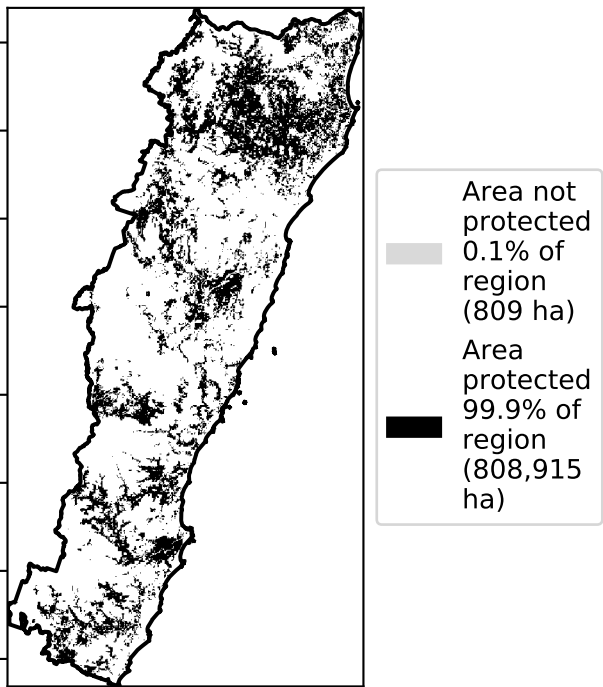 Area not
protected
0.1% of
region
(809 ha)
Area
protected
99.9% of
region
(808,915
ha)